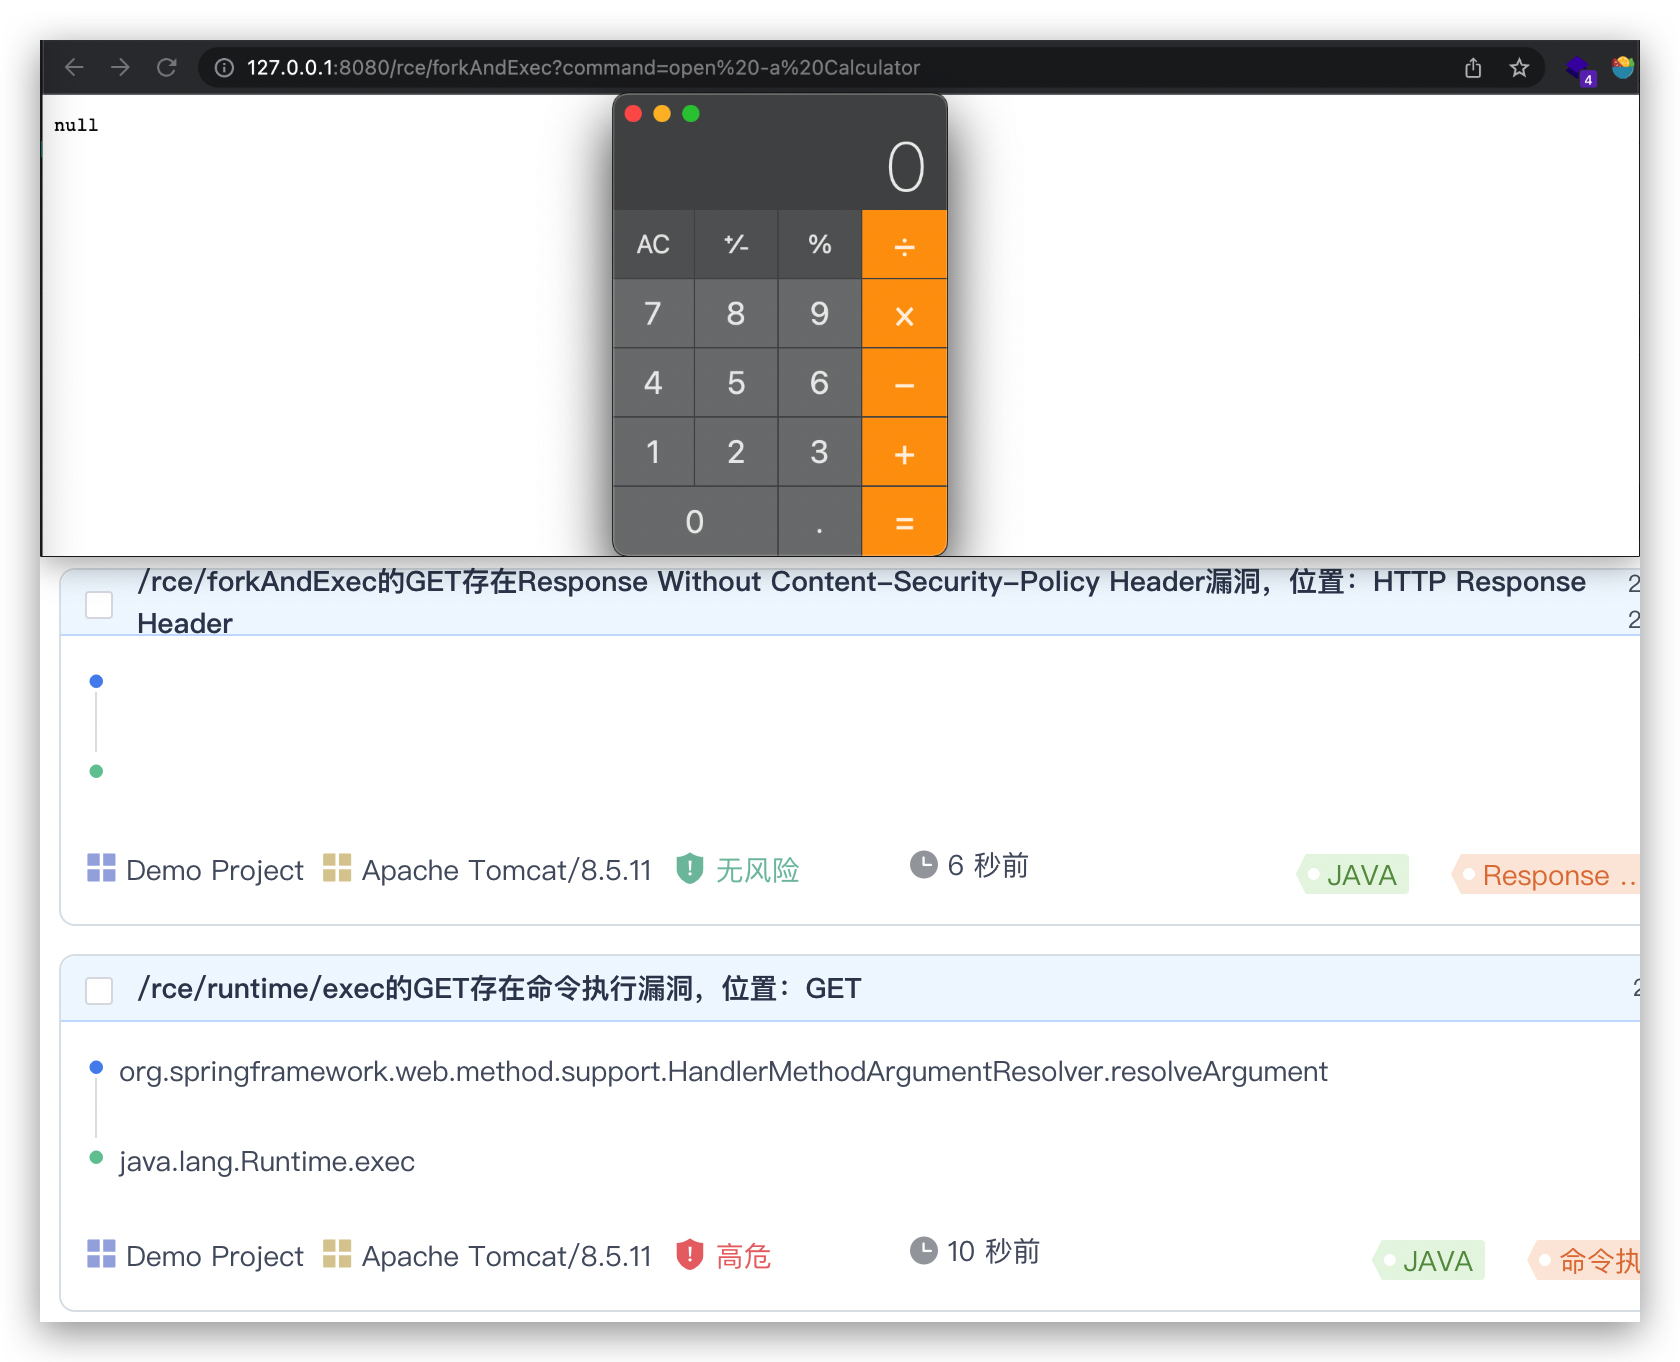 127.0.0.1:8080/rce/forkAndExec?command=open%20-a%20Calculator
4
null
0
AC +/- % ÷
7 8 9 ×
4 5 6 −
1 2 3 +
0 . =
/rce/forkAndExec的GET存在Response Without Content-Security-Policy Header漏洞，位置：HTTP Response
Header
2
2
Demo Project Apache Tomcat/8.5.11 无风险 6 秒前 JAVA Response ..
/rce/runtime/exec的GET存在命令执行漏洞，位置：GET
2
org.springframework.web.method.support.HandlerMethodArgumentResolver.resolveArgument
java.lang.Runtime.exec
Demo Project Apache Tomcat/8.5.11 高危 10 秒前 JAVA 命令执